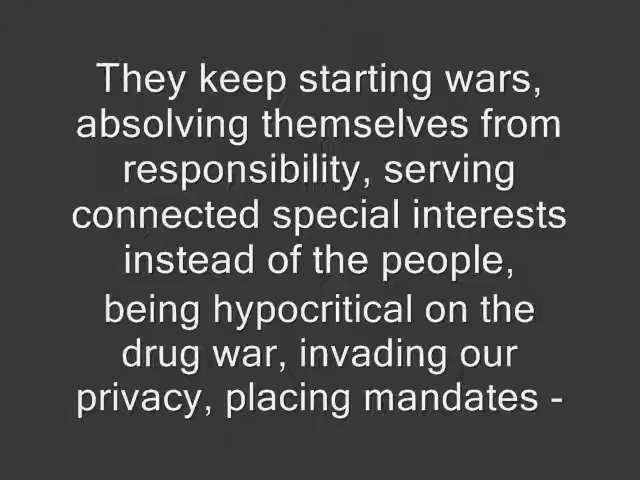 They keep starting wars,
absolving themselves from
responsibility, serving
connected special interests
instead of the people,
being hypocritical on the
drug war, invading our
privacy, placing mandates -